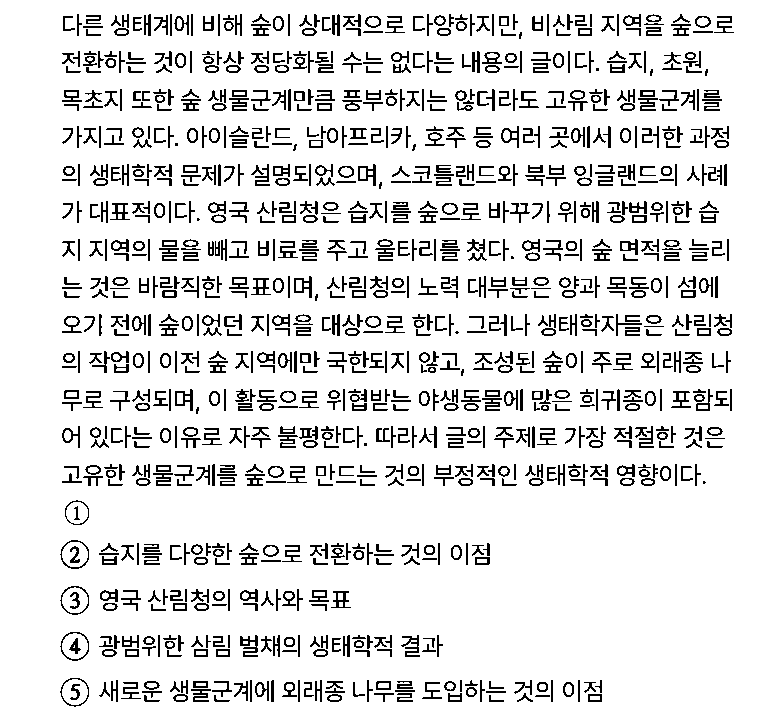 다른 생태계에 비해 숲이 상대적으로 다양하지만, 비산림 지역을 숲으로
전환하는 것이 항상 정당화될 수는 없다는 내용의 글이다. 습지, 초원,
목초지 또한 숲 생물군계만큼 풍부하지는 않더라도 고유한 생물군계를
가지고 있다. 아이슬란드, 남아프리카, 호주 등 여러 곳에서 이러한 과정
의 생태학적 문제가 설명되었으며, 스코틀랜드와 북부 잉글랜드의 사례
가 대표적이다. 영국 산림청은 습지를 숲으로 바꾸기 위해 광범위한 습
지 지역의 물을 빼고 비료를 주고 울타리를 쳤다. 영국의 숲 면적을 늘리
는 것은 바람직한 목표이며, 산림청의 노력 대부분은 양과 목동이 섬에
오기 전에 숲이었던 지역을 대상으로 한다. 그러나 생태학자들은 산림청
의 작업이 이전 숲 지역에만 국한되지 않고, 조성된 숲이 주로 외래종 나
무로 구성되며, 이 활동으로 위협받는 야생동물에 많은 희귀종이 포함되
어 있다는 이유로 자주 불평한다. 따라서 글의 주제로 가장 적절한 것은
고유한 생물군계를 숲으로 만드는 것의 부정적인 생태학적 영향이다.
①
② 습지를 다양한 숲으로 전환하는 것의 이점
③ 영국 산림청의 역사와 목표
④ 광범위한 삼림 벌채의 생태학적 결과
⑤ 새로운 생물군계에 외래종 나무를 도입하는 것의 이점